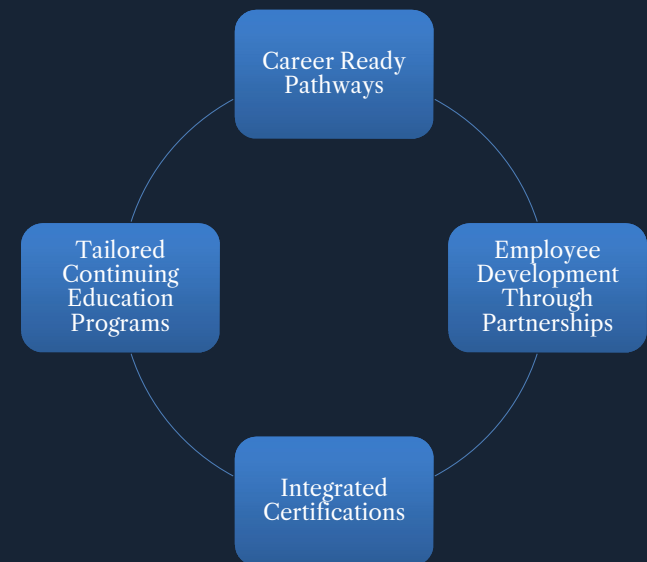 Career Ready
Pathways
Employee
Development
Through
Partnerships
Integrated
Certifications
Tailored
Continuing
Education
Programs